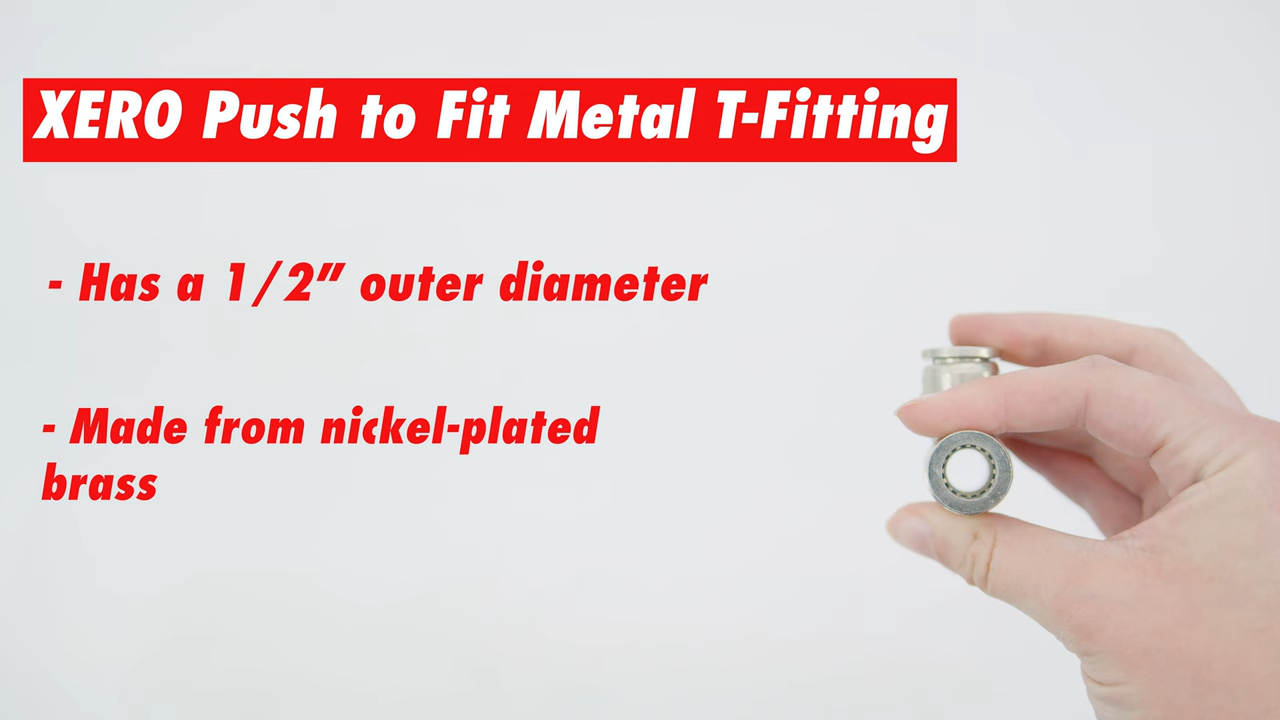 XERO Push to Fit Metal T-Fitting
- Has a 1/2” outer diameter
- Made from nickel-plated
brass